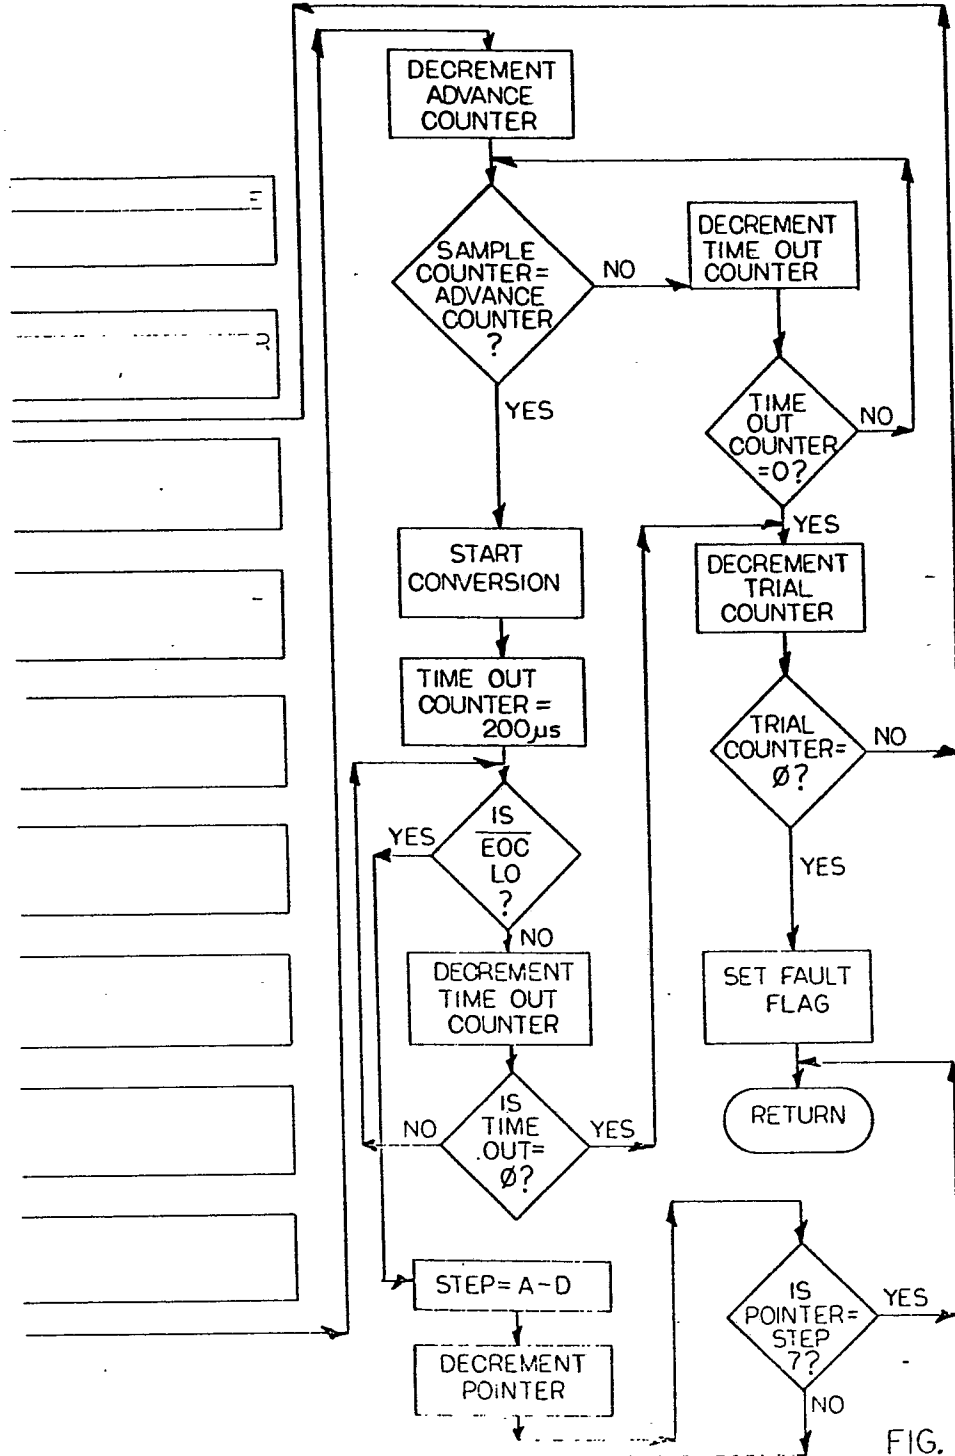 DECREMENT
ADVANCE
COUNTER
SAMPLE
COUNTER=
ADVANCE
COUNTER
?
NO
YES
DECREMENT
TIME OUT
COUNTER
TIME
OUT
COUNTER
=0?
NO
YES
START
CONVERSION
DECREMENT
TRIAL
COUNTER
TIME OUT
COUNTER =
200µs
TRIAL
COUNTER=
Ø?
NO
YES
IS
EOC
LO
?
YES
NO
DECREMENT
TIME OUT
COUNTER
SET FAULT
FLAG
IS
TIME
OUT=
Ø?
NO
YES
RETURN
STEP=A-D
DECREMENT
POINTER
IS
POINTER=
STEP
7?
YES
NO
FIG.